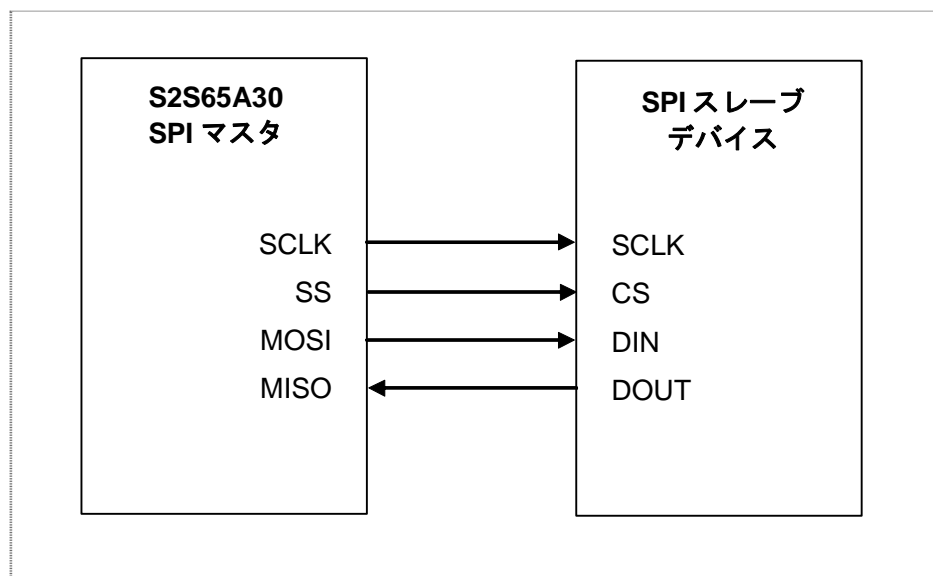 S2S65A30
SPI マスタ
SCLK
SS
MOSI
MISO
SPI スレーブ
デバイス
SCLK
CS
DIN
DOUT